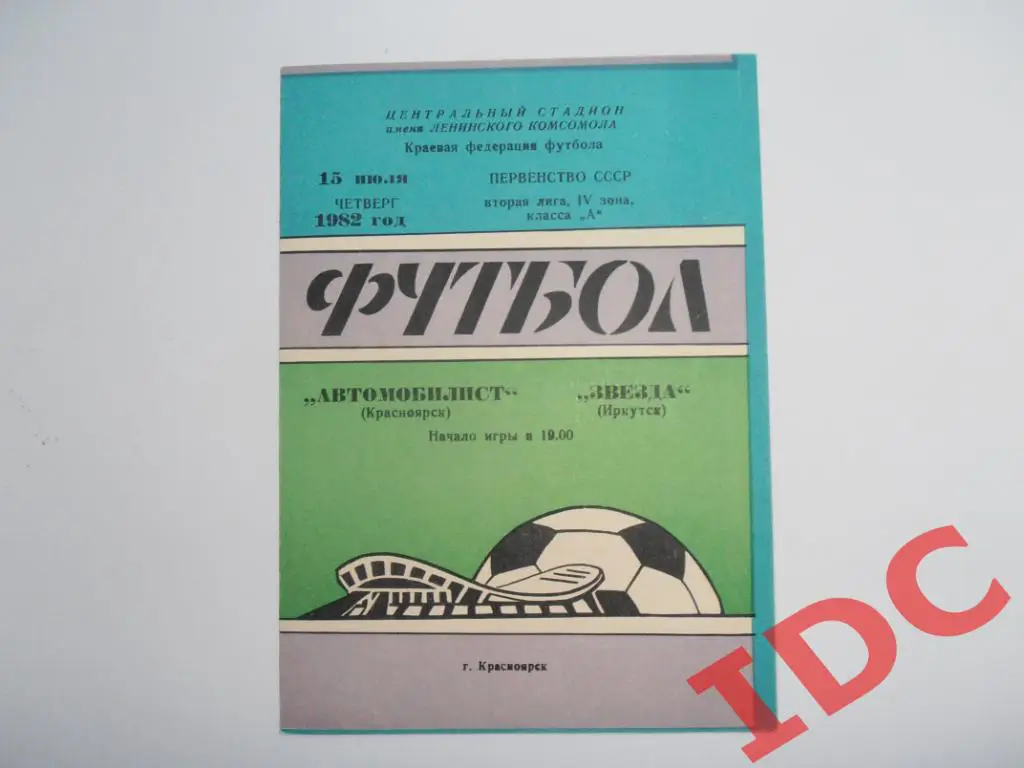 ЦЕНТРАЛЬНЫЙ СТАДИОН
имени ЛЕНИНСКОГО КОМСОМОЛА
Краевая федерация футбола
15 июля
ЧЕТВЕРГ
1982 год
ПЕРВЕНСТВО СССР
вторая лига, IV зона,
класса „А“
ФУТБОЛ
„АВТОМОБИЛИСТ“
(Красноярск)
„ЗВЕЗДА“
(Иркутск)
Начало игры в 19.00
г. Красноярск
IDC